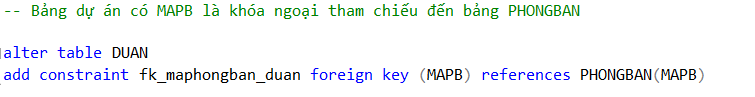 -- Bảng dự án có MAPB là khóa ngoại tham chiếu đến bảng PHONGBAN
alter table DUAN
add constraint fk_maphongban_duan foreign key (MAPB) references PHONGBAN(MAPB)